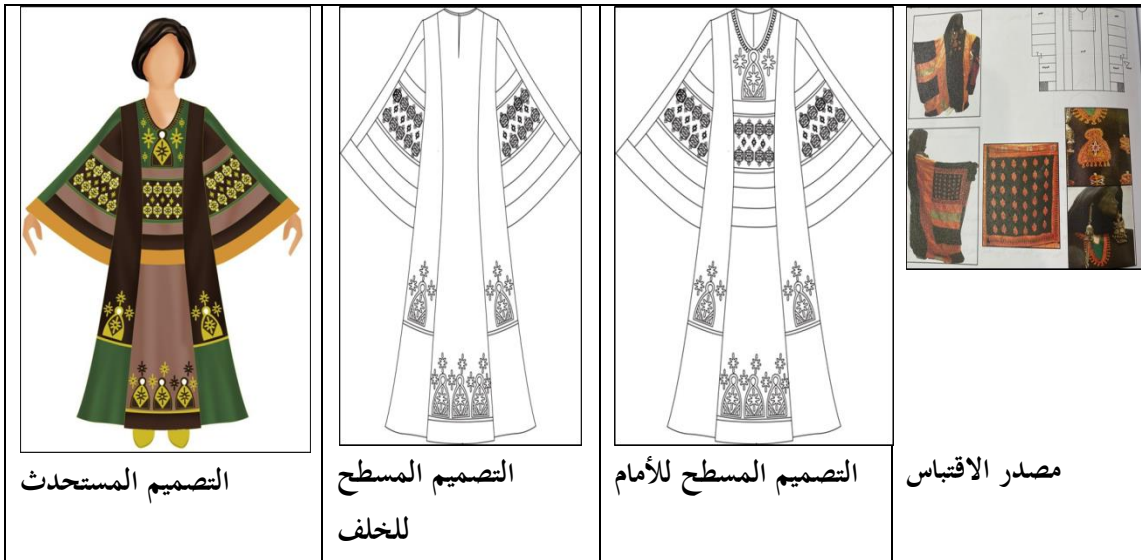 مصدر الاقتباس
التصميم المسطح للأمام
التصميم المسطح
للخلف
التصميم المستحدث